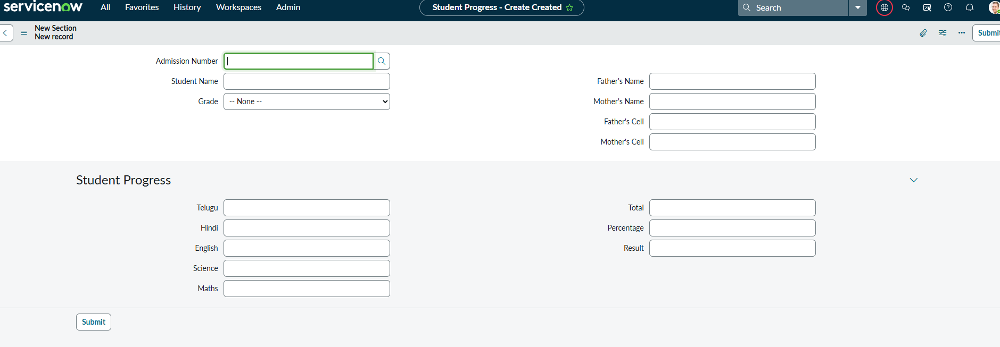 servicenow All Favorites History Workspaces Admin Student Progress - Create Created Search
New Section
New record
Submit
Admission Number
Student Name
Father's Name
Grade -- None --
Mother's Name
Father's Cell
Mother's Cell
Student Progress
Telugu
Total
Hindi
Percentage
English
Result
Science
Maths
Submit